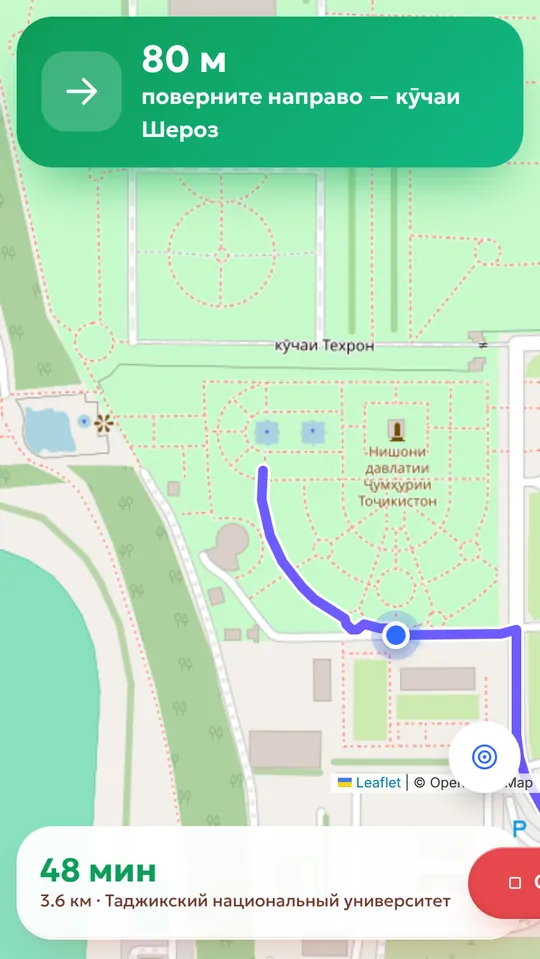 80 м
поверните направо — кӯчаи
Шероз
кӯчаи Теҳрон
Нишони
давлатии
Ҷумҳурии
Тоҷикистон
Leaflet | © Open Map
P
48 мин
3.6 км · Таджикский национальный университет